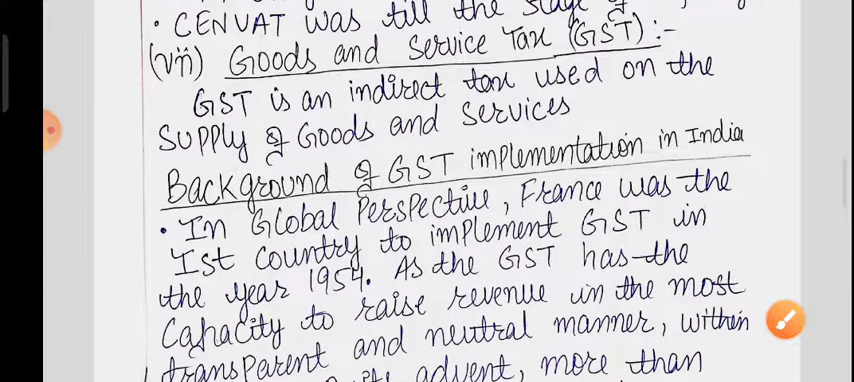 • CENVAT was till the stage of
(vii) Goods and Service Tax (GST):-
GST is an indirect tax used on the
supply of Goods and services
Background of GST implementation in India
• In Global Perspective, France was the
Ist country to implement GST in
the year 1954. As the GST has the
capacity to raise revenue in the most
transparent and neutral manner, within
advent, more than